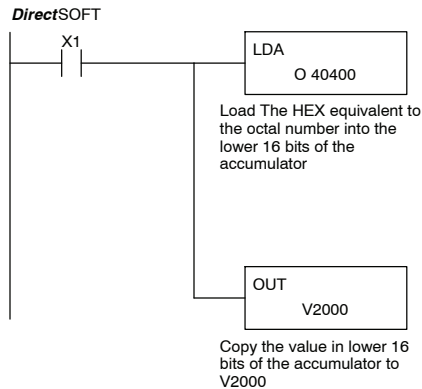 DirectSOFT
X1
LDA
O 40400
Load The HEX equivalent to
the octal number into the
lower 16 bits of the
accumulator
OUT
V2000
Copy the value in lower 16
bits of the accumulator to
V2000